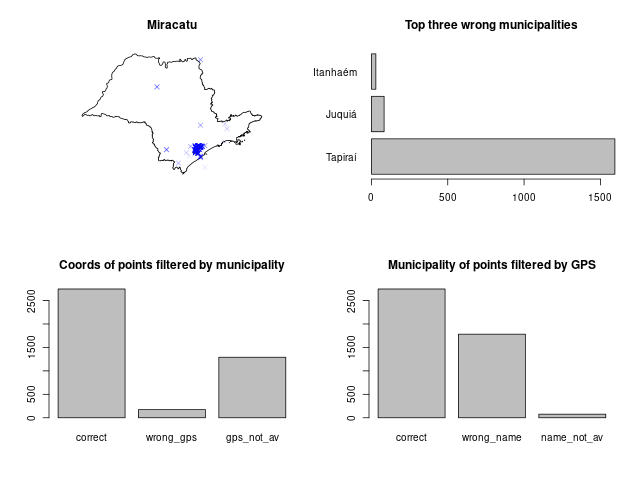 Miracatu
Top three wrong municipalities
Itanhaém
Juquiá
Tapiraí
0 500 1000 1500
Coords of points filtered by municipality
0 500 1500 2500
correct wrong_gps gps_not_av
Municipality of points filtered by GPS
0 500 1500 2500
correct wrong_name name_not_av